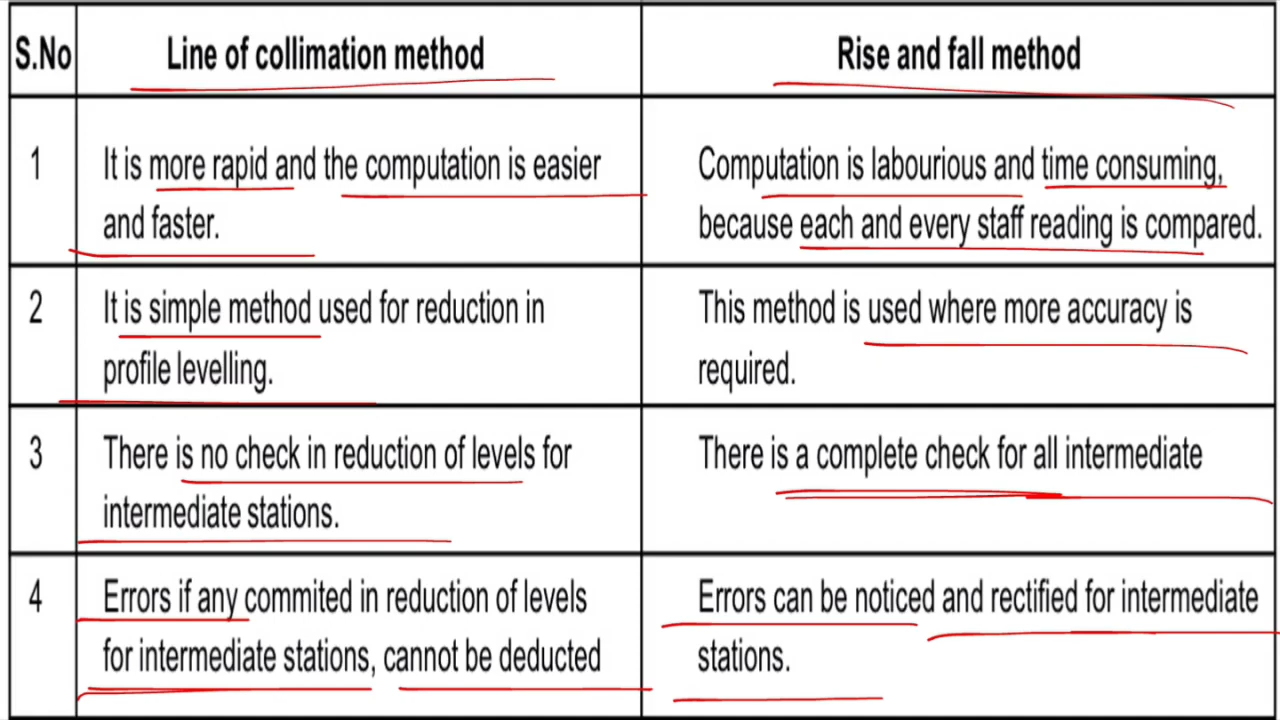 S.No Line of collimation method Rise and fall method
1 It is more rapid and the computation is easier
and faster.
Computation is labourious and time consuming,
because each and every staff reading is compared.
2 It is simple method used for reduction in
profile levelling.
This method is used where more accuracy is
required.
3 There is no check in reduction of levels for
intermediate stations.
There is a complete check for all intermediate
4 Errors if any commited in reduction of levels
for intermediate stations, cannot be deducted
Errors can be noticed and rectified for intermediate
stations.